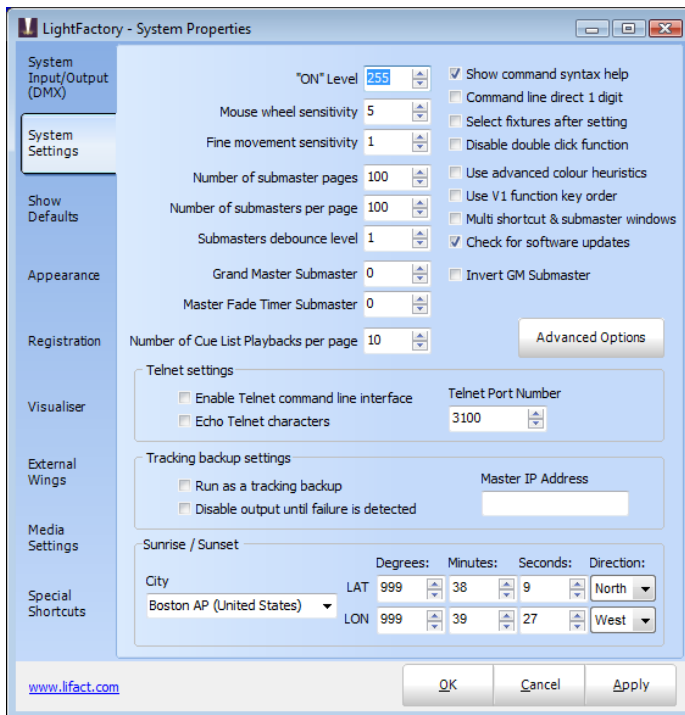 LightFactory - System Properties
System
Input/Output
(DMX)
System
Settings
Show
Defaults
Appearance
Registration
Visualiser
External
Wings
Media
Settings
Special
Shortcuts
"ON" Level 255
Mouse wheel sensitivity 5
Fine movement sensitivity 1
Number of submaster pages 100
Number of submasters per page 100
Submasters debounce level 1
Grand Master Submaster 0
Master Fade Timer Submaster 0
Number of Cue List Playbacks per page 10
Show command syntax help
Command line direct 1 digit
Select fixtures after setting
Disable double click function
Use advanced colour heuristics
Use V1 function key order
Multi shortcut & submaster windows
Check for software updates
Invert GM Submaster
Advanced Options
Telnet settings
Enable Telnet command line interface
Echo Telnet characters
Telnet Port Number
3100
Tracking backup settings
Run as a tracking backup
Disable output until failure is detected
Master IP Address
Sunrise / Sunset
City
Boston AP (United States)
Degrees: Minutes: Seconds: Direction:
LAT 999 38 9 North
LON 999 39 27 West
www.lifact.com
OK Cancel Apply